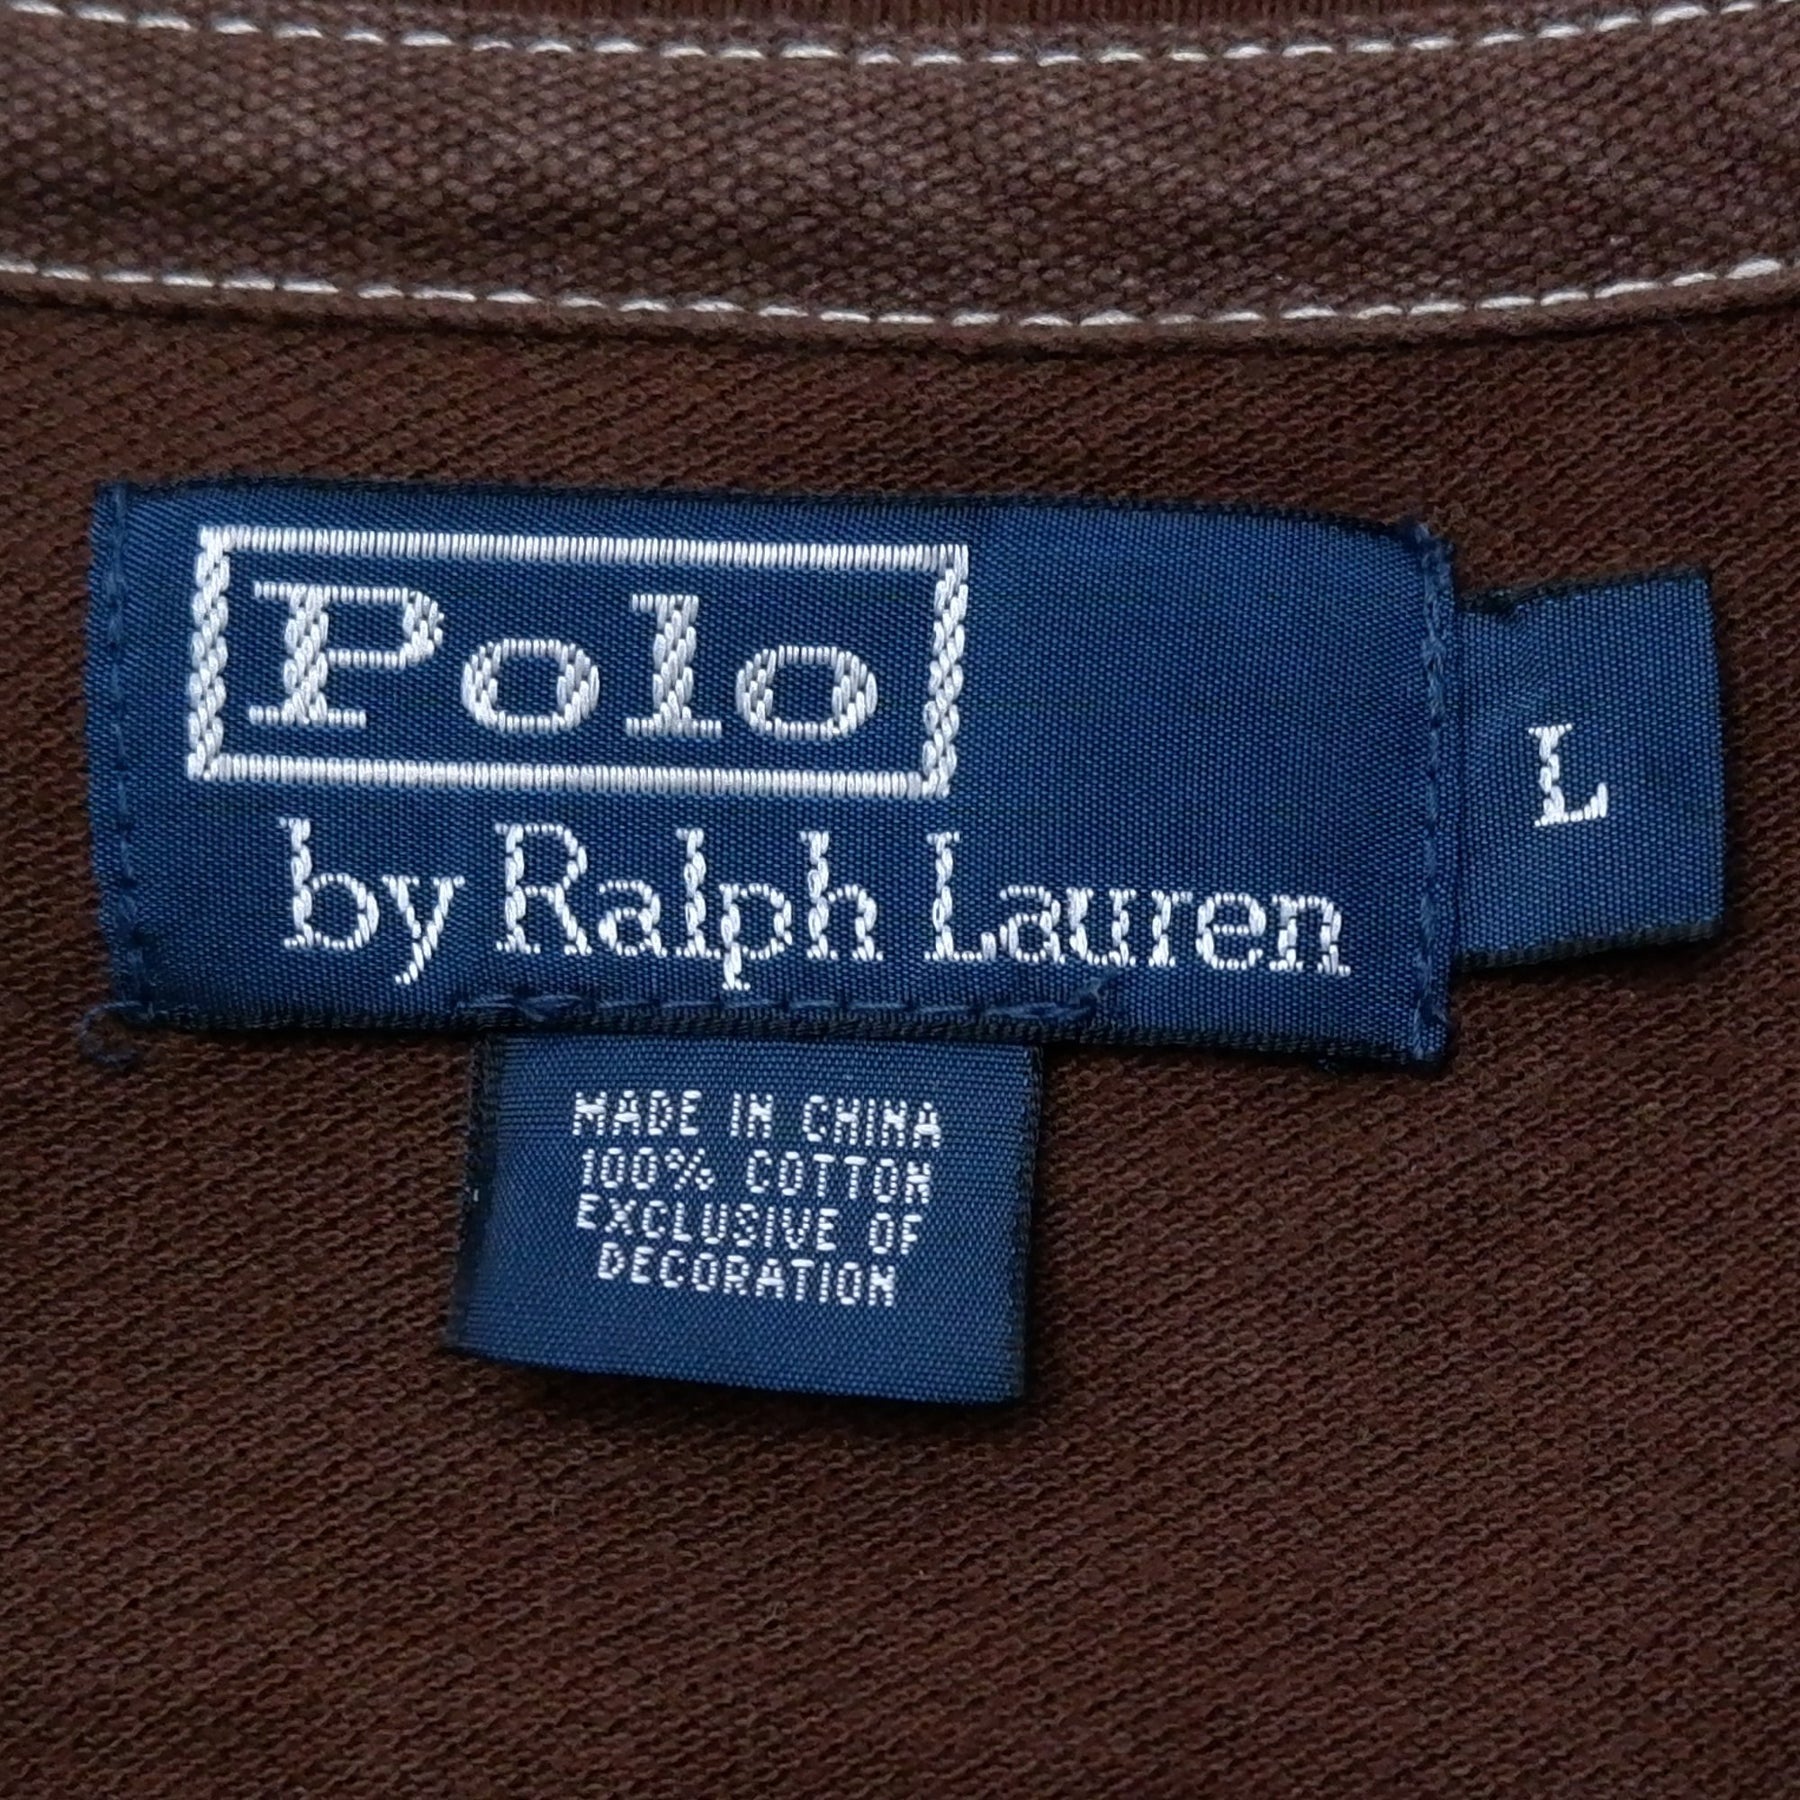 Polo
by Ralph Lauren
L
MADE IN CHINA
100% COTTON
EXCLUSIVE OF
DECORATION